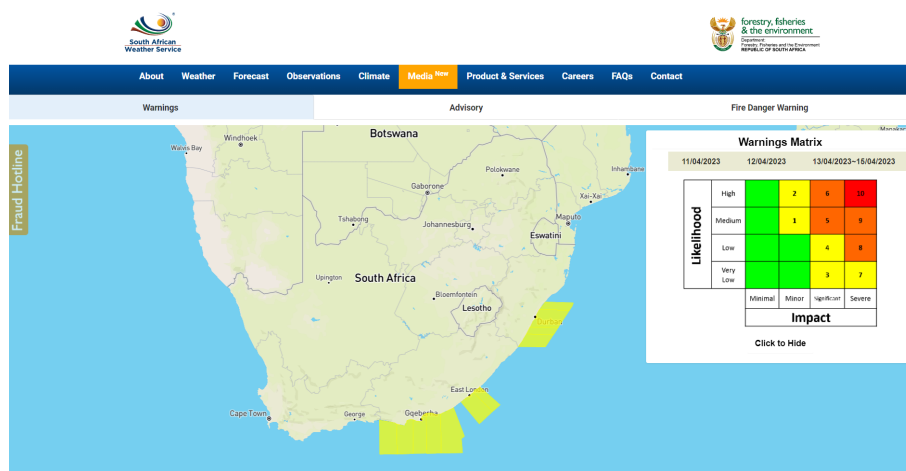 South African
Weather Service
forestry, fisheries
& the environment
Department:
Forestry, Fisheries and the Environment
REPUBLIC OF SOUTH AFRICA
About Weather Forecast Observations Climate Media New Product & Services Careers FAQs Contact
Warnings Advisory Fire Danger Warning
Fraud Hotline
Botswana
Windhoek
Walvis Bay
Polokwane
Inhambane
Gaborone
Xai-Xai
Tshabong
Johannesburg
Maputo
Eswatini
Upington
South Africa
Bloemfontein
Lesotho
Durban
East London
Cape Town
George
Gqeberha
Warnings Matrix
11/04/2023 12/04/2023 13/04/2023~15/04/2023
Likelihood
High 2 6 10
Medium 1 5 9
Low 4 8
Very
Low 3 7
Minimal Minor Significant Severe
Impact
Click to Hide